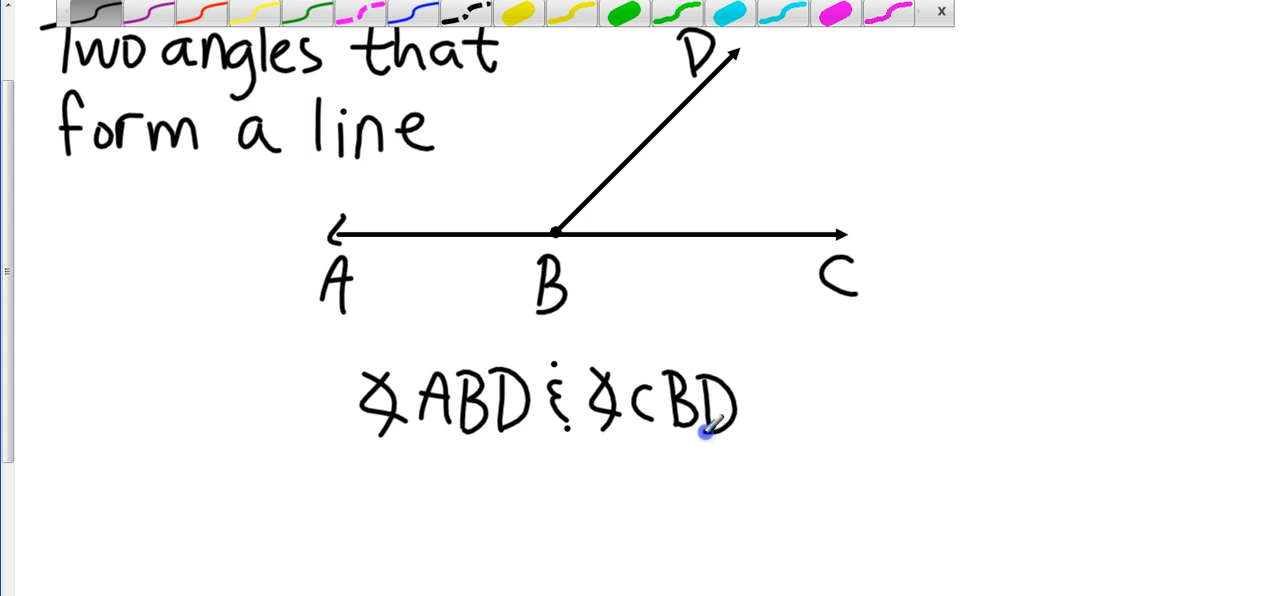 Two angles that
form a line
D
A B C
∡ABD & ∡CBD
x